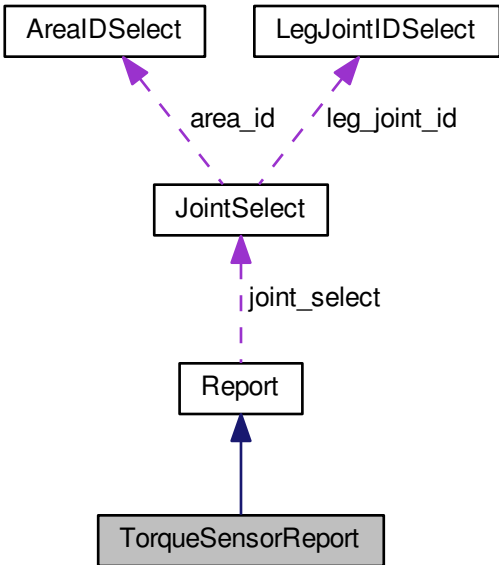 AreaIDSelect
LegJointIDSelect
area_id
leg_joint_id
JointSelect
joint_select
Report
TorqueSensorReport